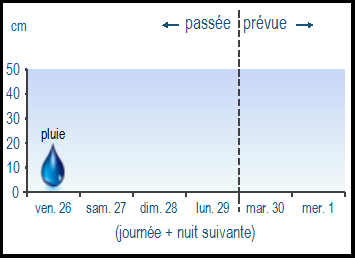 passée prévue
cm
50
40
30
20
10
0
pluie
ven. 26 sam. 27 dim. 28 lun. 29 mar. 30 mer. 1
(journée + nuit suivante)